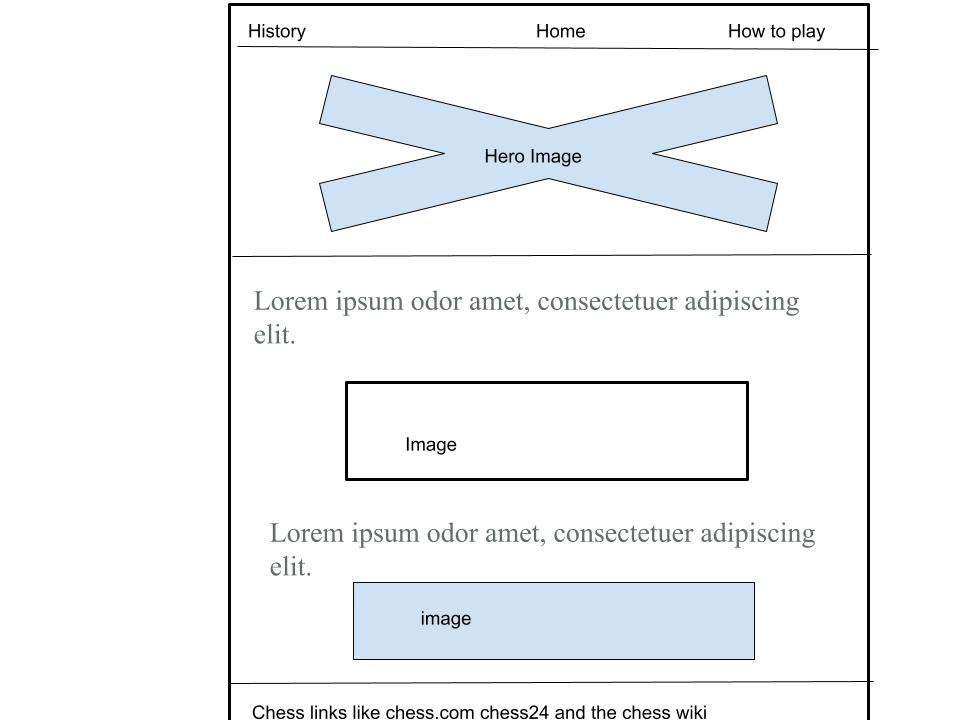 History Home How to play
Hero Image
Lorem ipsum odor amet, consectetuer adipiscing
elit.
Image
Lorem ipsum odor amet, consectetuer adipiscing
elit.
image
Chess links like chess.com chess24 and the chess wiki